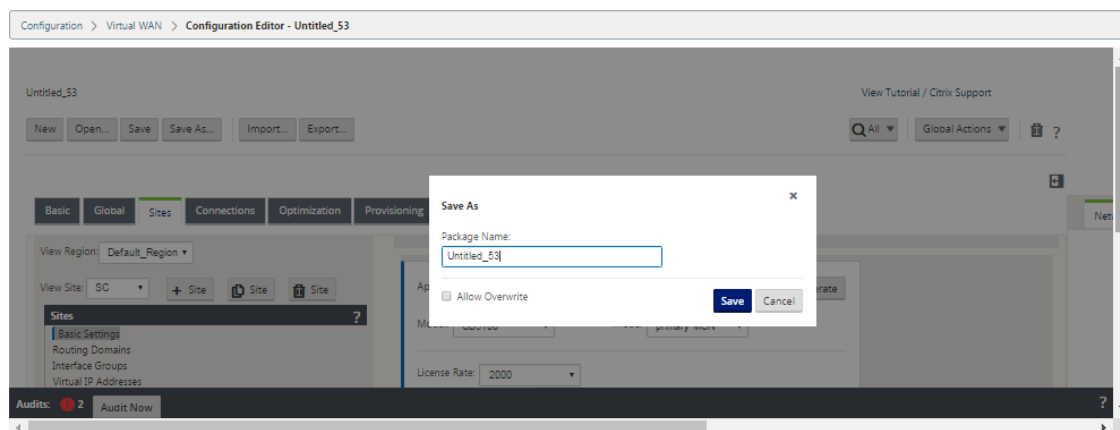 Configuration > Virtual WAN > Configuration Editor - Untitled_53
Untitled_53
View Tutorial / Citrix Support
New Open... Save Save As... Import... Export...
All Global Actions ?
Basic Global Sites Connections Optimization Provisioning
View Region: Default_Region
View Site: SC + Site Site Site
Sites ?
Basic Settings
Routing Domains
Interface Groups
Virtual IP Addresses
Save As ×
Package Name:
Untitled_53
Allow Overwrite
Save Cancel
License Rate: 2000
Audits: 2 Audit Now ?